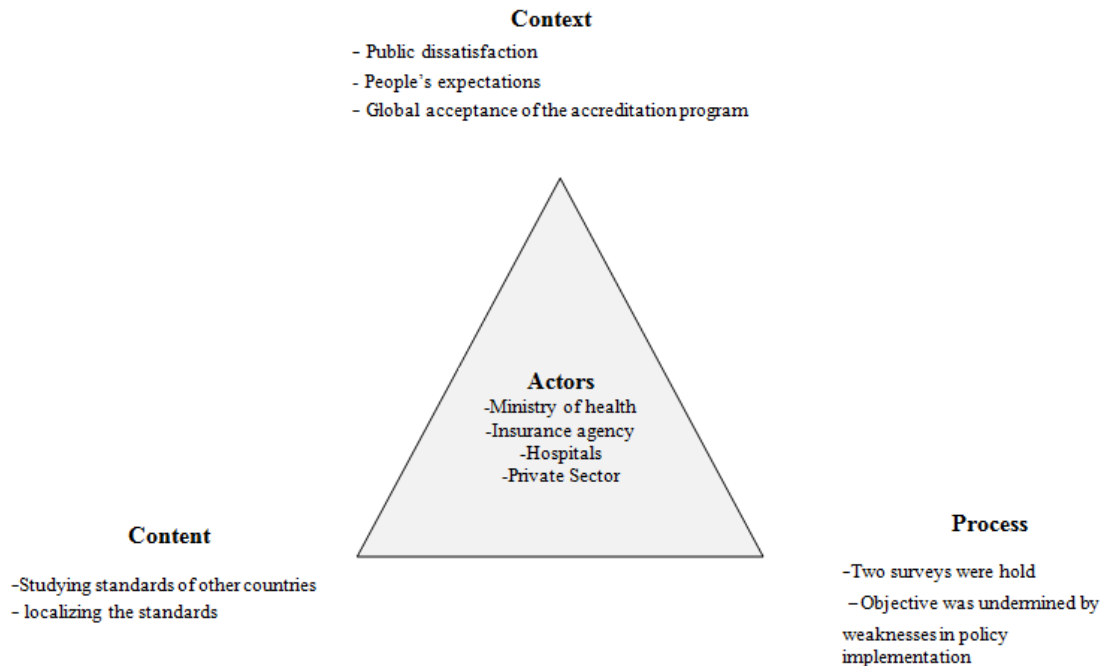 Context
- Public dissatisfaction
- People's expectations
- Global acceptance of the accreditation program
Actors
-Ministry of health
-Insurance agency
-Hospitals
-Private Sector
Content
-Studying standards of other countries
- localizing the standards
Process
-Two surveys were hold
-Objective was undermined by
weaknesses in policy
implementation